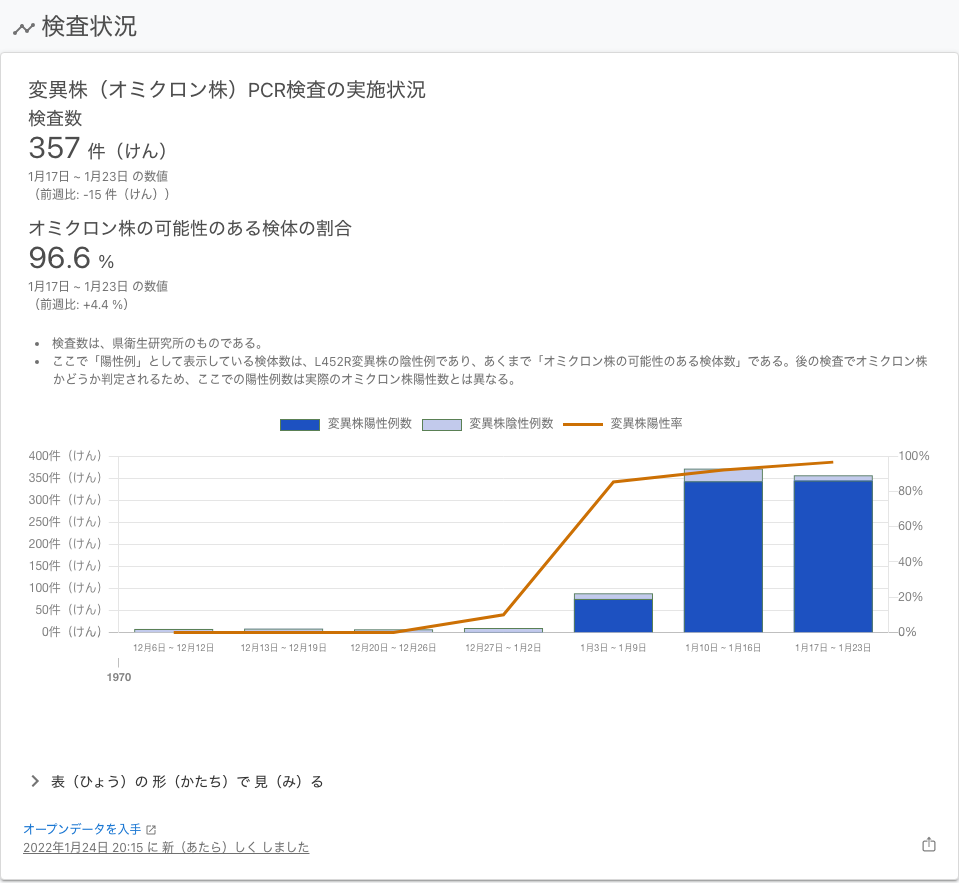 検査状況
変異株（オミクロン株）PCR検査の実施状況
検査数
357 件（けん）
1月17日 ~ 1月23日 の数値
（前週比: -15 件（けん））
オミクロン株の可能性のある検体の割合
96.6 %
1月17日 ~ 1月23日 の数値
（前週比: +4.4 %）
• 検査数は、県衛生研究所のものである。
• ここで「陽性例」として表示している検体数は、L452R変異株の陰性例であり、あくまで「オミクロン株の可能性のある検体数」である。後の検査でオミクロン株
かどうか判定されるため、ここでの陽性例数は実際のオミクロン株陽性数とは異なる。
変異株陽性例数 変異株陰性例数 変異株陽性率
400件（けん） 100%
350件（けん）
80%
300件（けん）
250件（けん）
60%
200件（けん）
40%
150件（けん）
100件（けん）
20%
50件（けん）
0件（けん） 0%
12月6日 ~ 12月12日 12月13日 ~ 12月19日 12月20日 ~ 12月26日 12月27日 ~ 1月2日 1月3日 ~ 1月9日 1月10日 ~ 1月16日 1月17日 ~ 1月23日
1970
表（ひょう）の 形（かたち）で 見（み）る
オープンデータを入手
2022年1月24日 20:15 に 新（あたら）しく しました